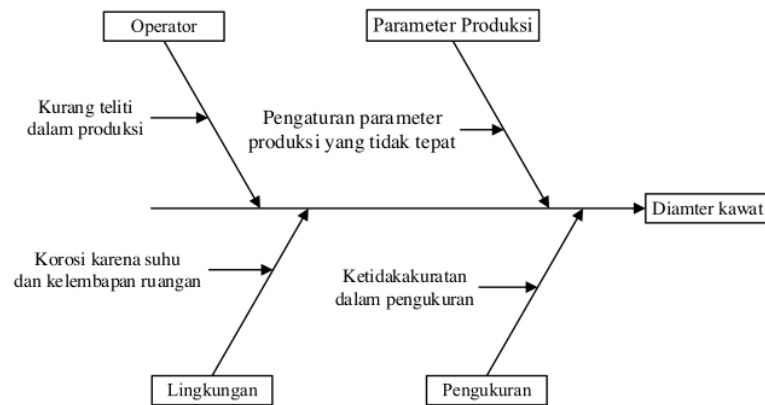 Operator
Parameter Produksi
Kurang teliti
dalam produksi
Pengaturan parameter
produksi yang tidak tepat
Diamter kawat
Korosi karena suhu
dan kelembapan ruangan
Ketidakakuratan
dalam pengukuran
Lingkungan
Pengukuran